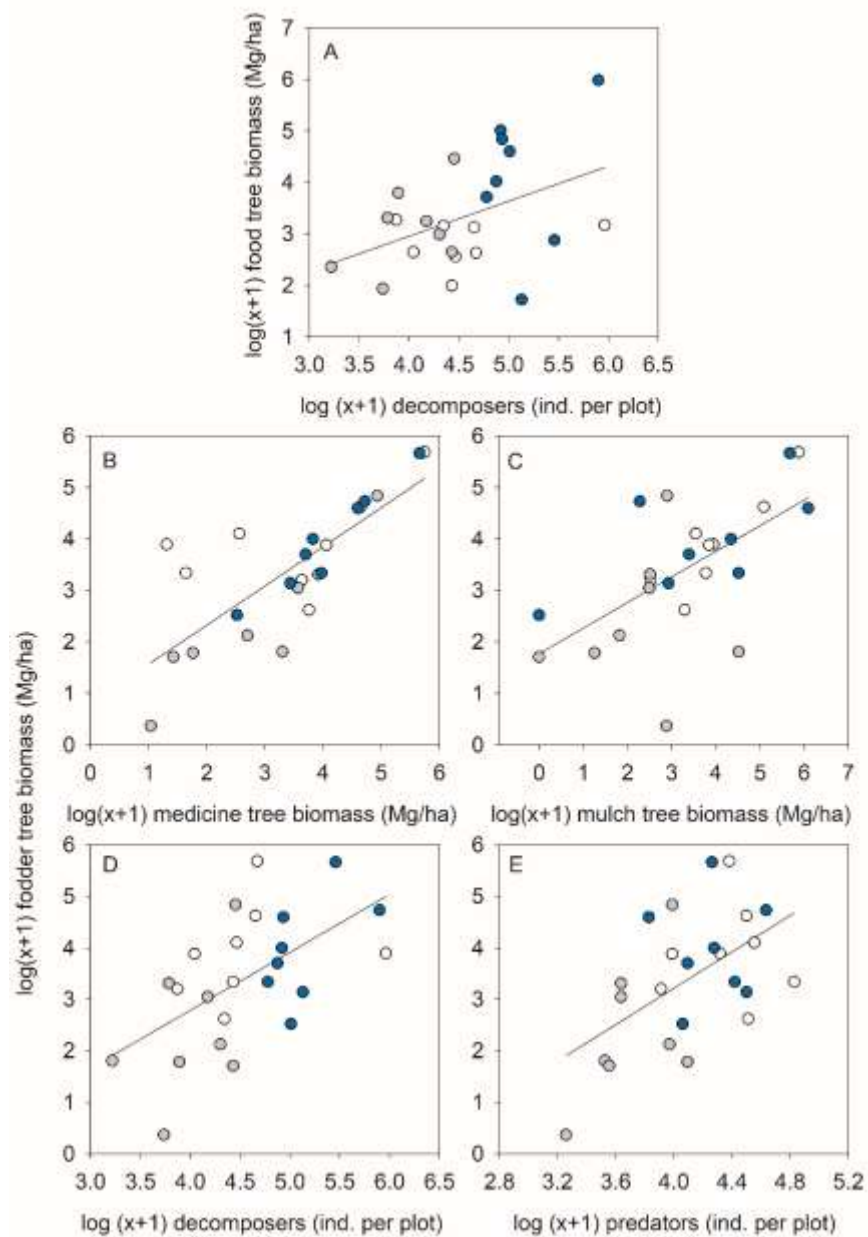 A
log(x+1) food tree biomass (Mg/ha)
7
6
5
4
3
2
1
3.0 3.5 4.0 4.5 5.0 5.5 6.0 6.5
log (x+1) decomposers (ind. per plot)
log(x+1) fodder tree biomass (Mg/ha)
B
6
5
4
3
2
1
0
0 1 2 3 4 5 6
log(x+1) medicine tree biomass (Mg/ha)
C
6
5
4
3
2
1
0
0 1 2 3 4 5 6 7
log(x+1) mulch tree biomass (Mg/ha)
D
6
5
4
3
2
1
0
3.0 3.5 4.0 4.5 5.0 5.5 6.0 6.5
log (x+1) decomposers (ind. per plot)
E
6
5
4
3
2
1
0
2.8 3.2 3.6 4.0 4.4 4.8 5.2
log (x+1) predators (ind. per plot)